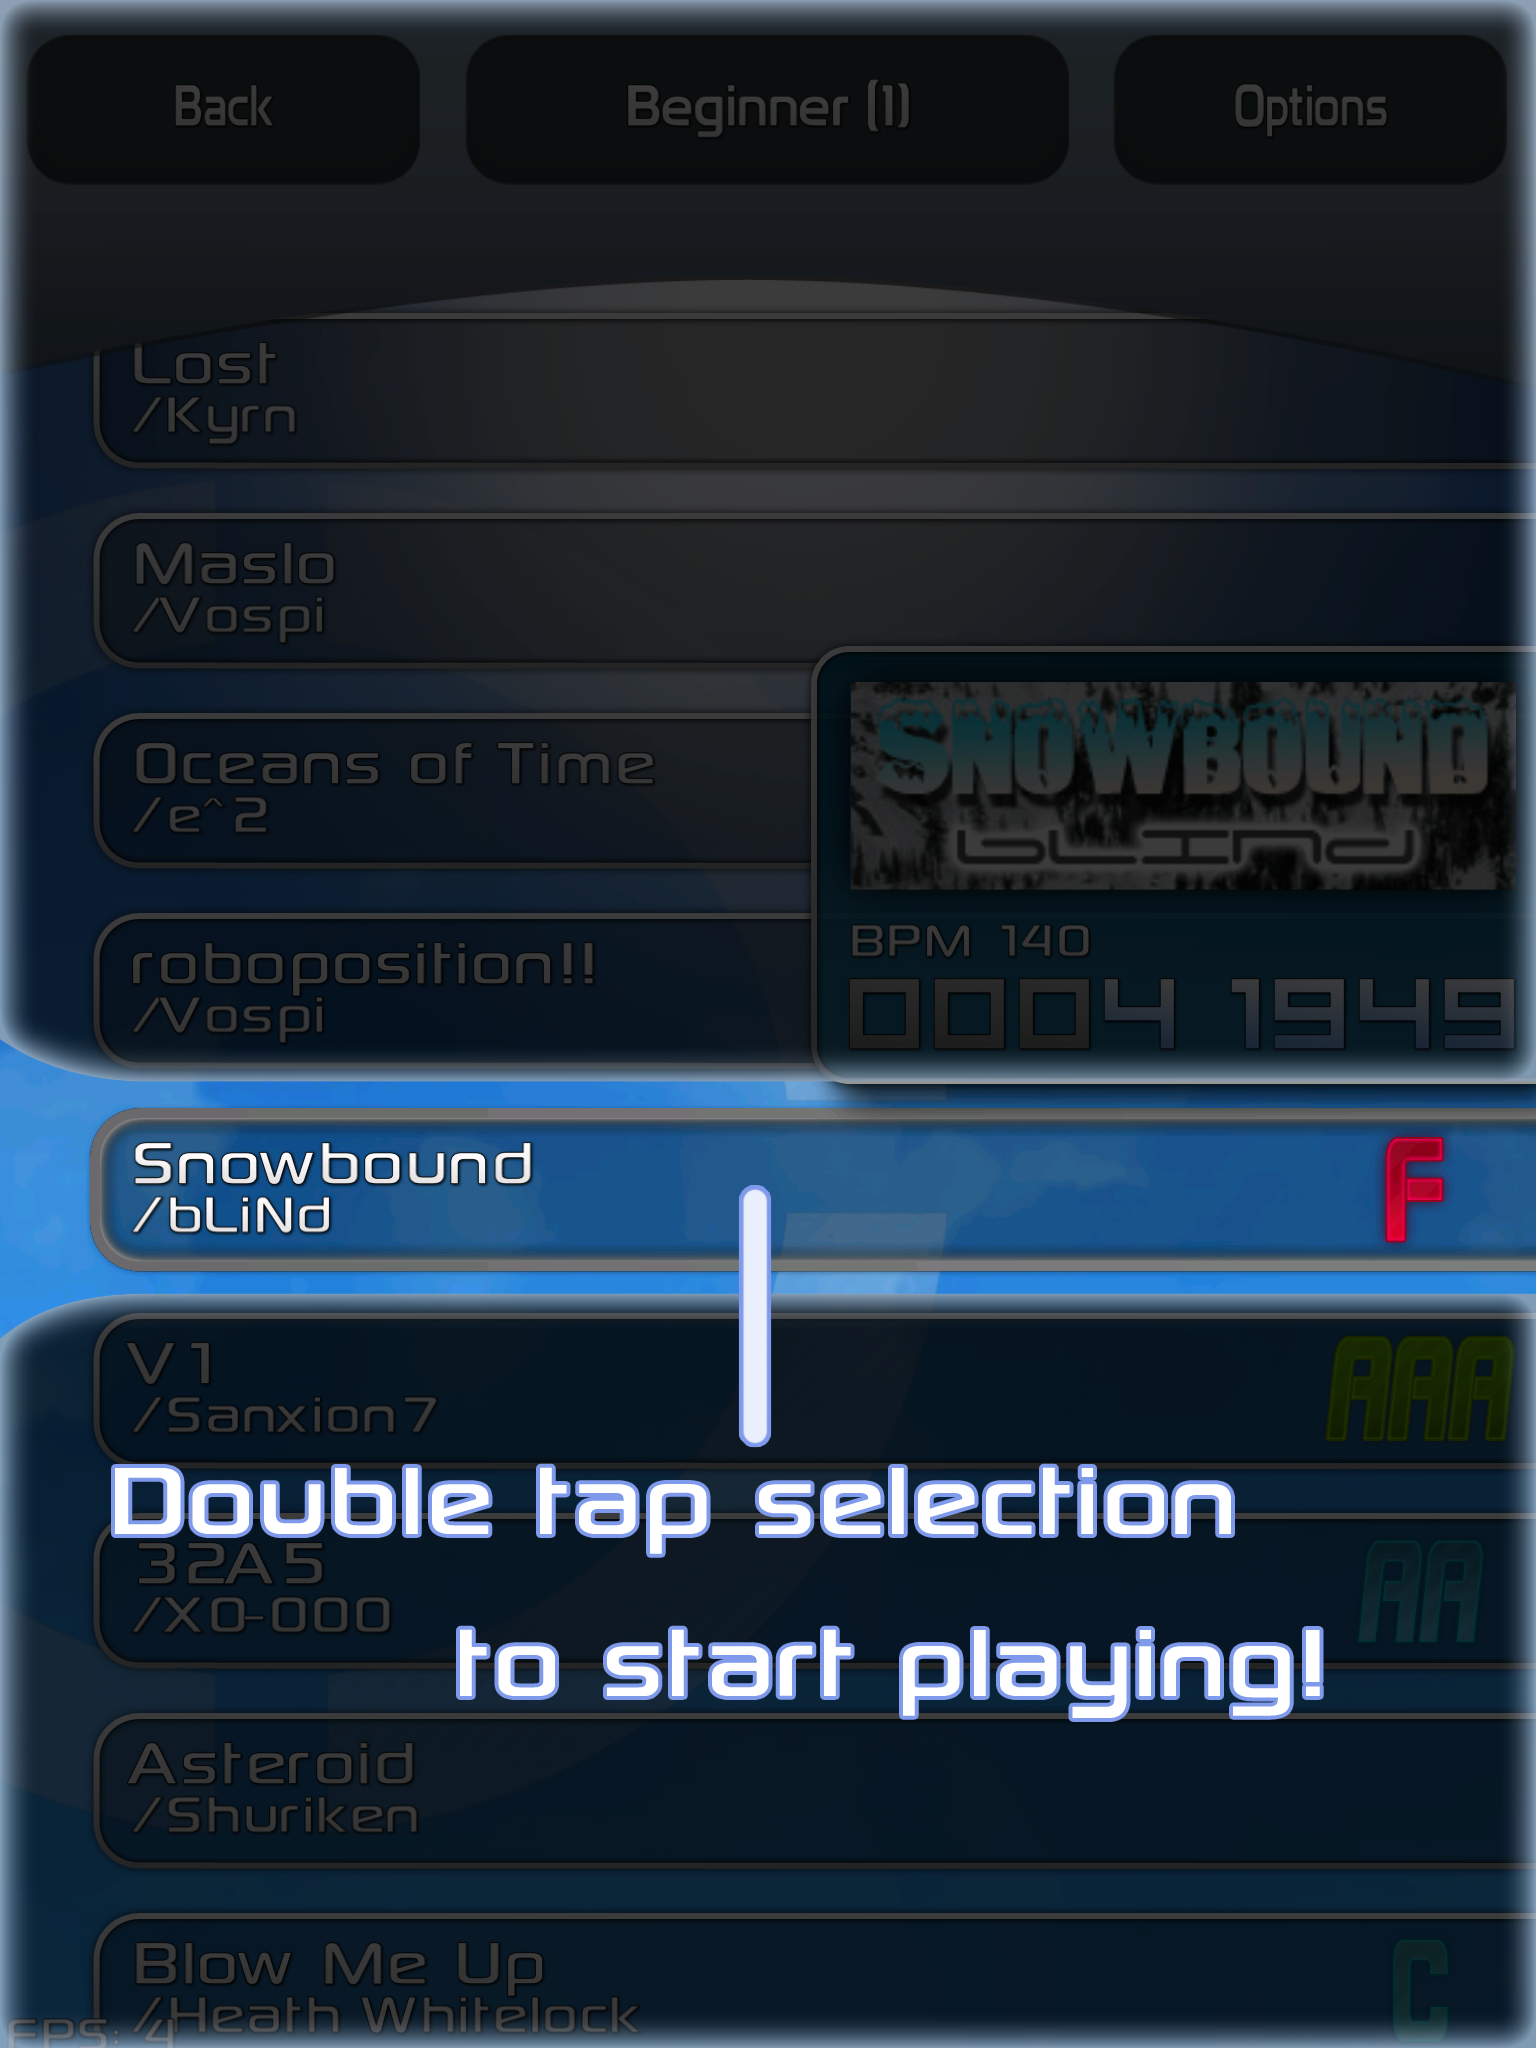 Back
Beginner (1)
Options
Lost
/Kyrn
Maslo
/Vospi
Oceans of Time
/e^2
SNOWBOUND
bLiNd
roboposition!!
/Vospi
BPM 140
0004 1949
Snowbound
/bLiNd
F
V1
/Sanxion7
AAA
Double tap selection
32A5
/X0-000
AA
to start playing!
Asteroid
/Shuriken
Blow Me Up
/Heath Whitelock
C
FPS: 4